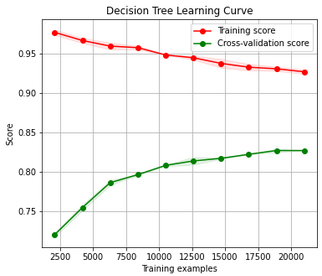 Decision Tree Learning Curve
Training score
Cross-validation score
Score
0.95
0.90
0.85
0.80
0.75
2500 5000 7500 10000 12500 15000 17500 20000
Training examples